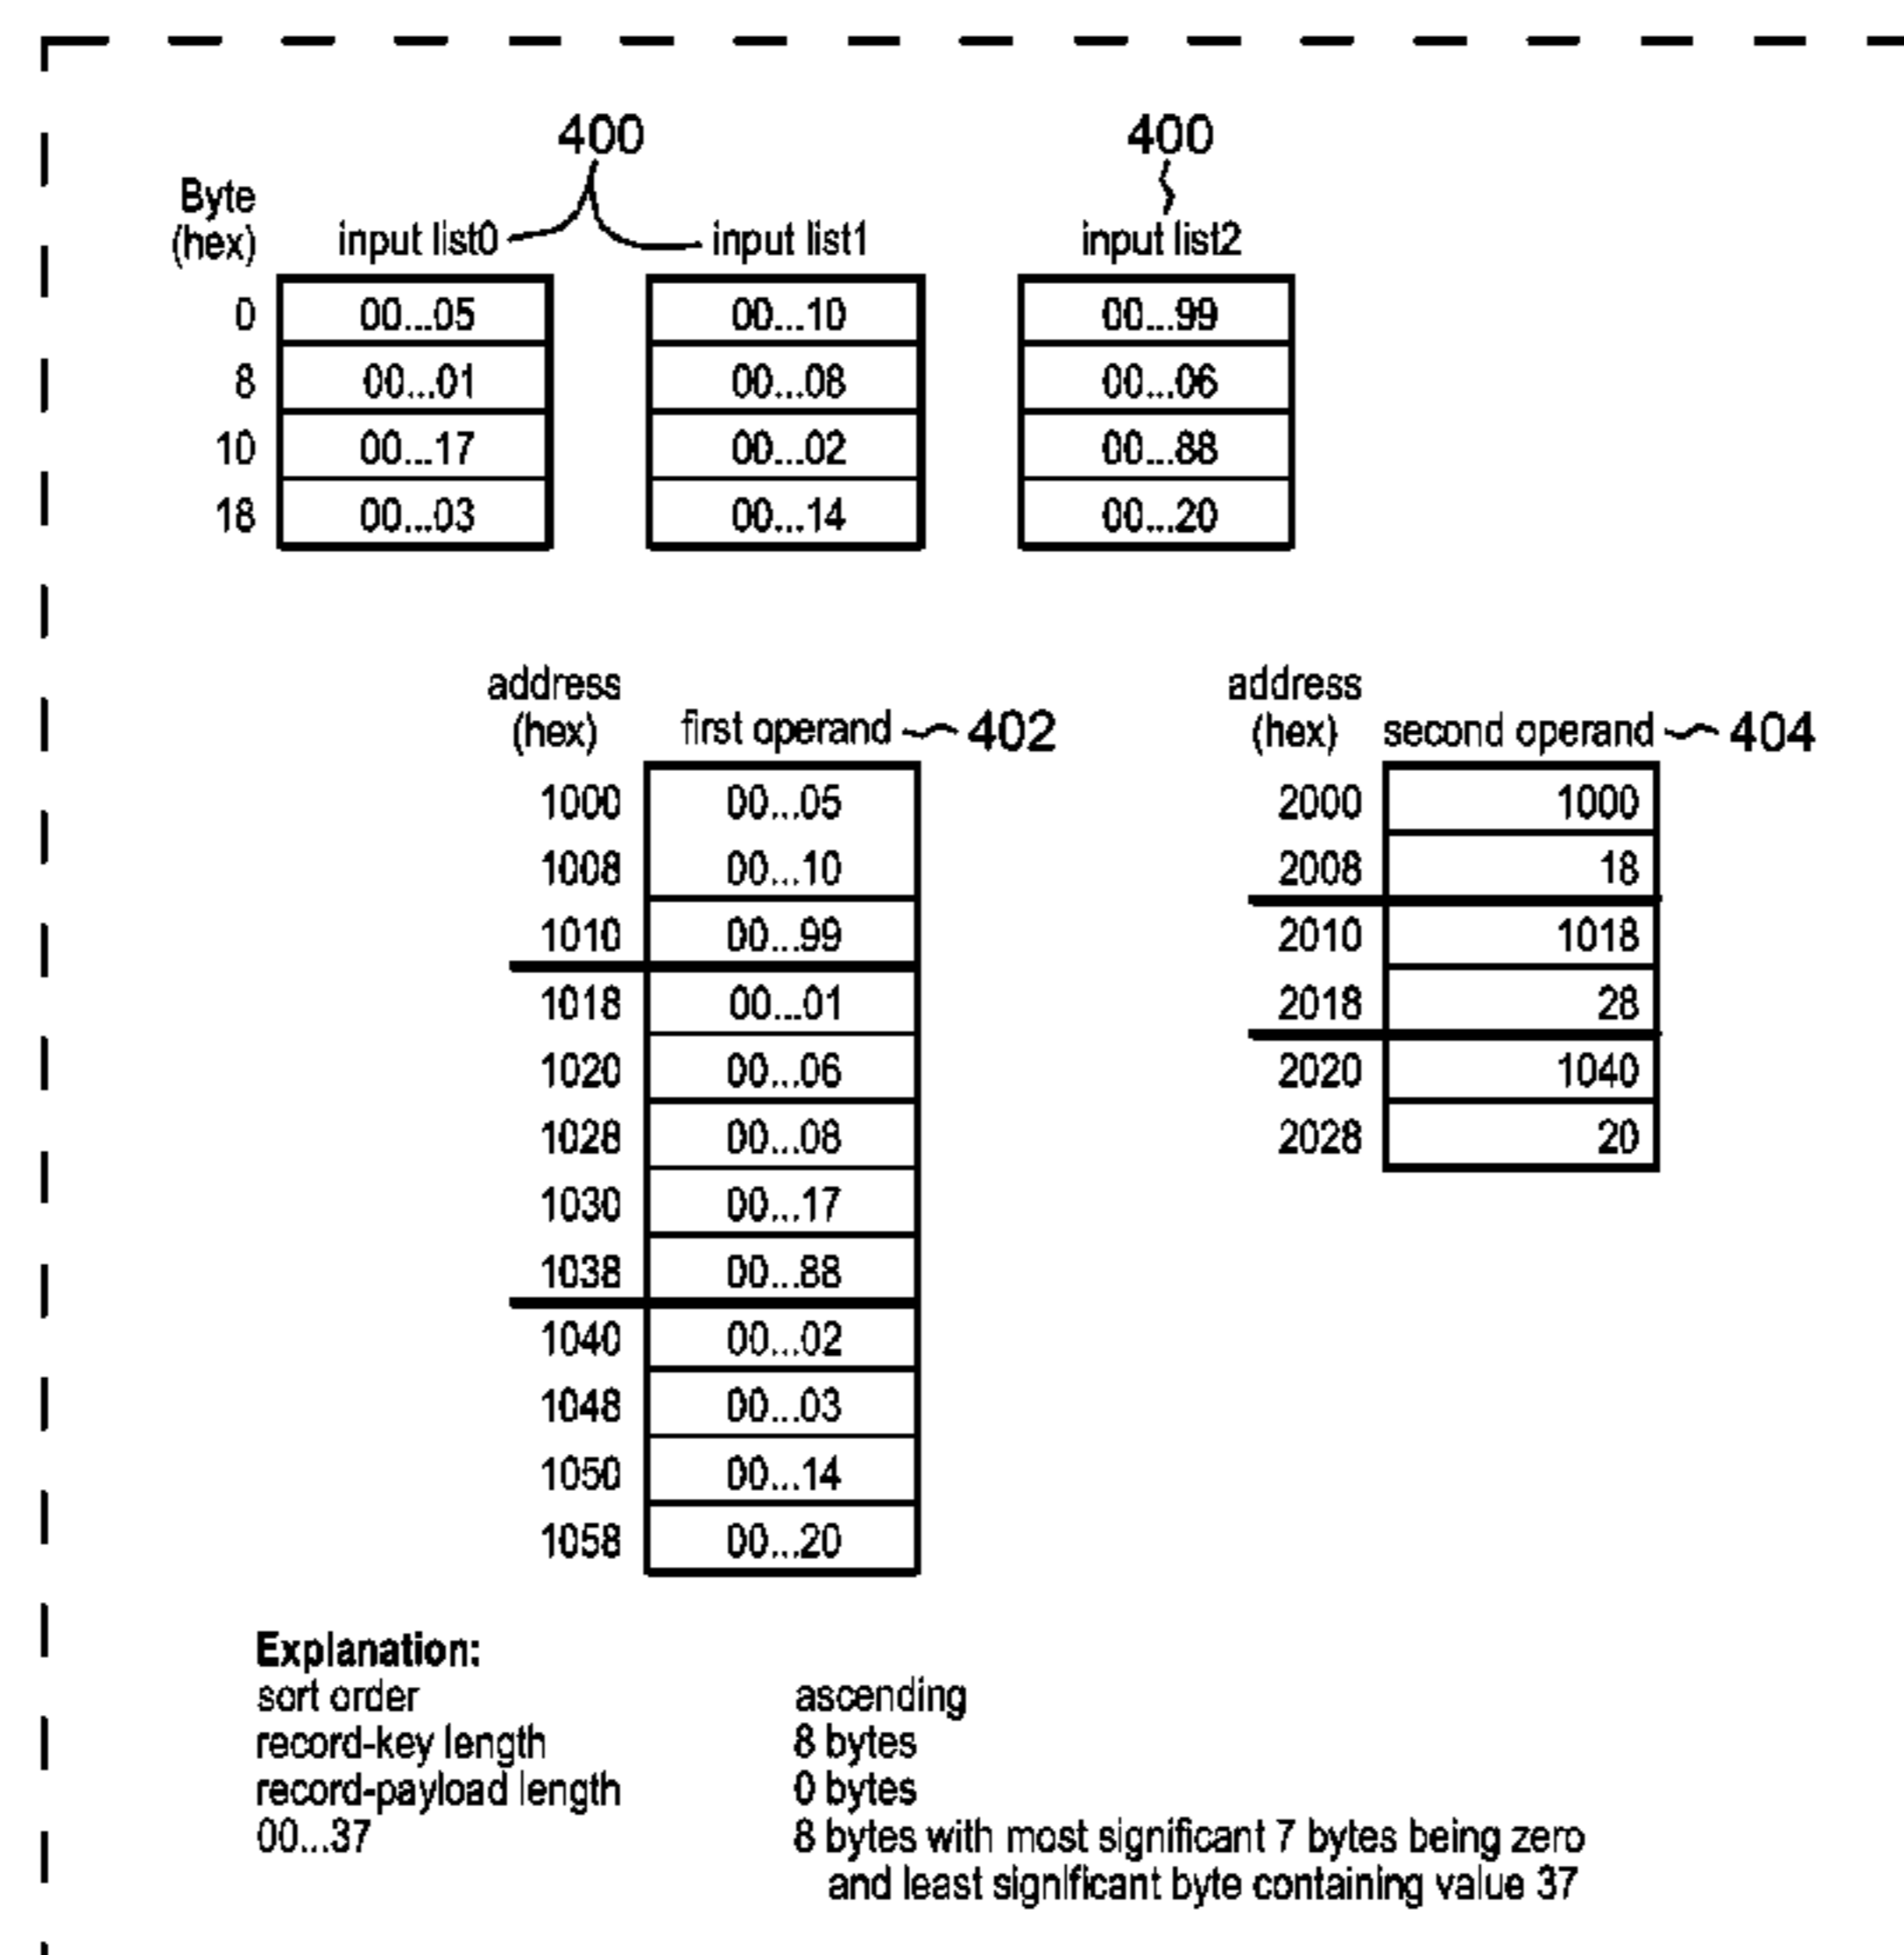 400 400
Byte
(hex) input list0 input list1 input list2
0 00...05 00...10 00...99
8 00...01 00...08 00...06
10 00...17 00...02 00...88
18 00...03 00...14 00...20
address address
(hex) first operand 402 (hex) second operand 404
1000 00...05 2000 1000
1008 00...10 2008 18
1010 00...99 2010 1018
1018 00...01 2018 28
1020 00...06 2020 1040
1028 00...08 2028 20
1030 00...17
1038 00...88
1040 00...02
1048 00...03
1050 00...14
1058 00...20
Explanation:
sort order ascending
record-key length 8 bytes
record-payload length 0 bytes
00...37 8 bytes with most significant 7 bytes being zero
and least significant byte containing value 37